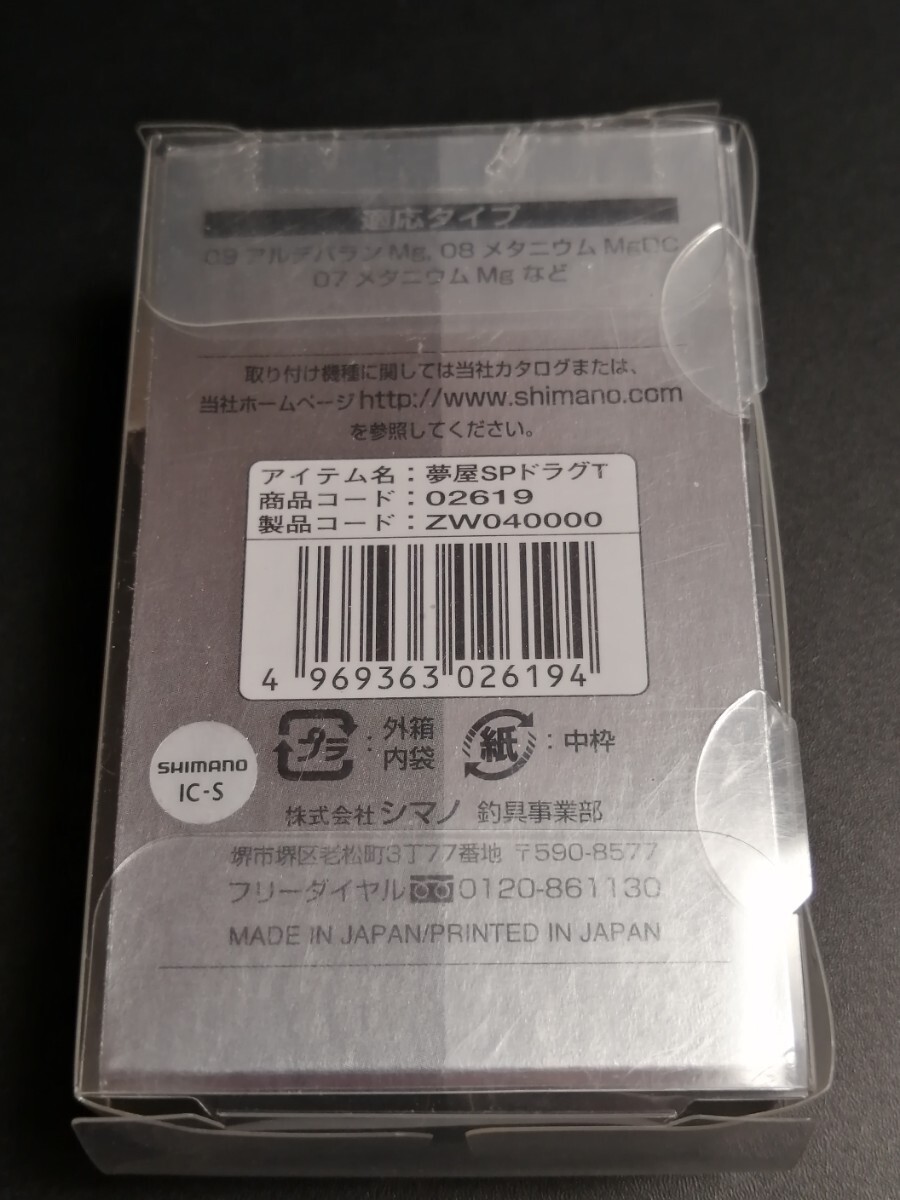 適応タイプ
09 アルデバラン Mg, 08 メタニウム MgDC
07 メタニウム Mg など
取り付け機種に関しては当社カタログまたは、
当社ホームページhttp://www.shimano.com
を参照してください。
アイテム名：夢屋SPドラグT
商品コード：02619
製品コード：ZW040000
4 969363 026194
プラ：外箱
内袋
紙：中枠
SHIMANO
IC-S
株式会社シマノ 釣具事業部
堺市堺区老松町3丁77番地 〒590-8577
フリーダイヤル 0120-861130
MADE IN JAPAN/PRINTED IN JAPAN